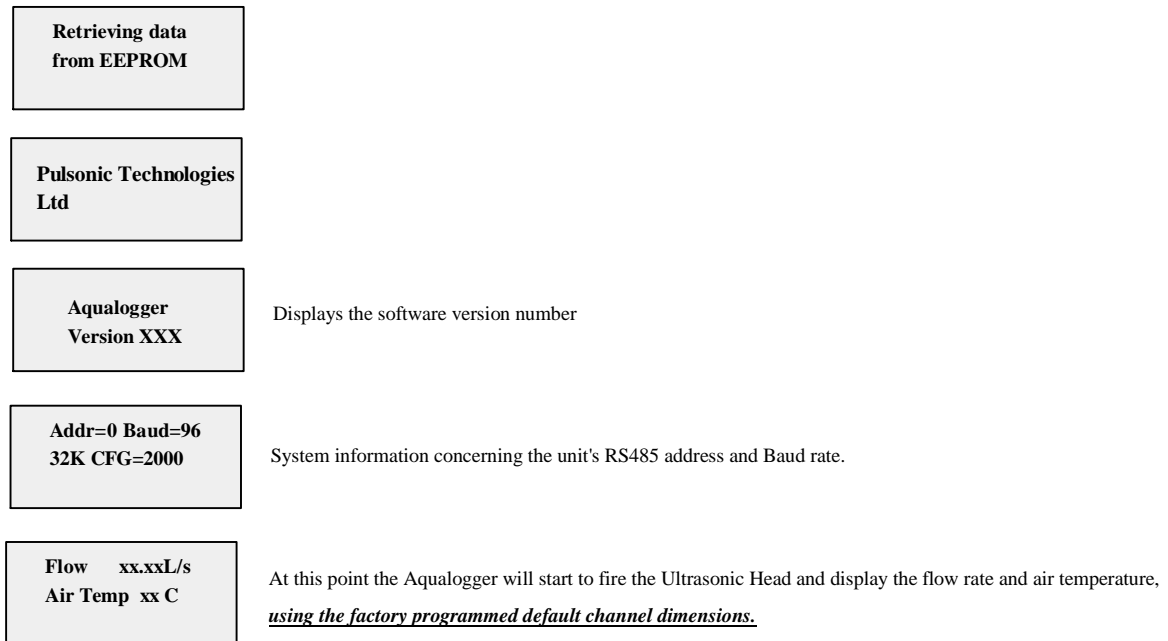 Retrieving data
from EEPROM
Pulsonic Technologies
Ltd
Aqualogger
Version XXX
Displays the software version number
Addr=0 Baud=96
32K CFG=2000
System information concerning the unit's RS485 address and Baud rate.
Flow xx.xxL/s
Air Temp xx C
At this point the Aqualogger will start to fire the Ultrasonic Head and display the flow rate and air temperature,
using the factory programmed default channel dimensions.